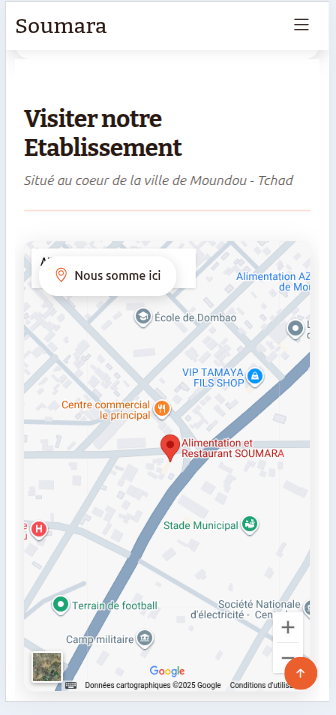 Soumara
Visiter notre
Etablissement
Situé au coeur de la ville de Moundou - Tchad
Nous somme ici
Alimentation AZ
École de Dombao
VIP TAMAYA
FILS SHOP
Centre commercial
le principal
Alimentation et
Restaurant SOUMARA
H
Stade Municipal
Terrain de football
Société Nationale
d'électricité - Cen
Camp militaire
Google
Données cartographiques ©2025 Google
Conditions d'utilis